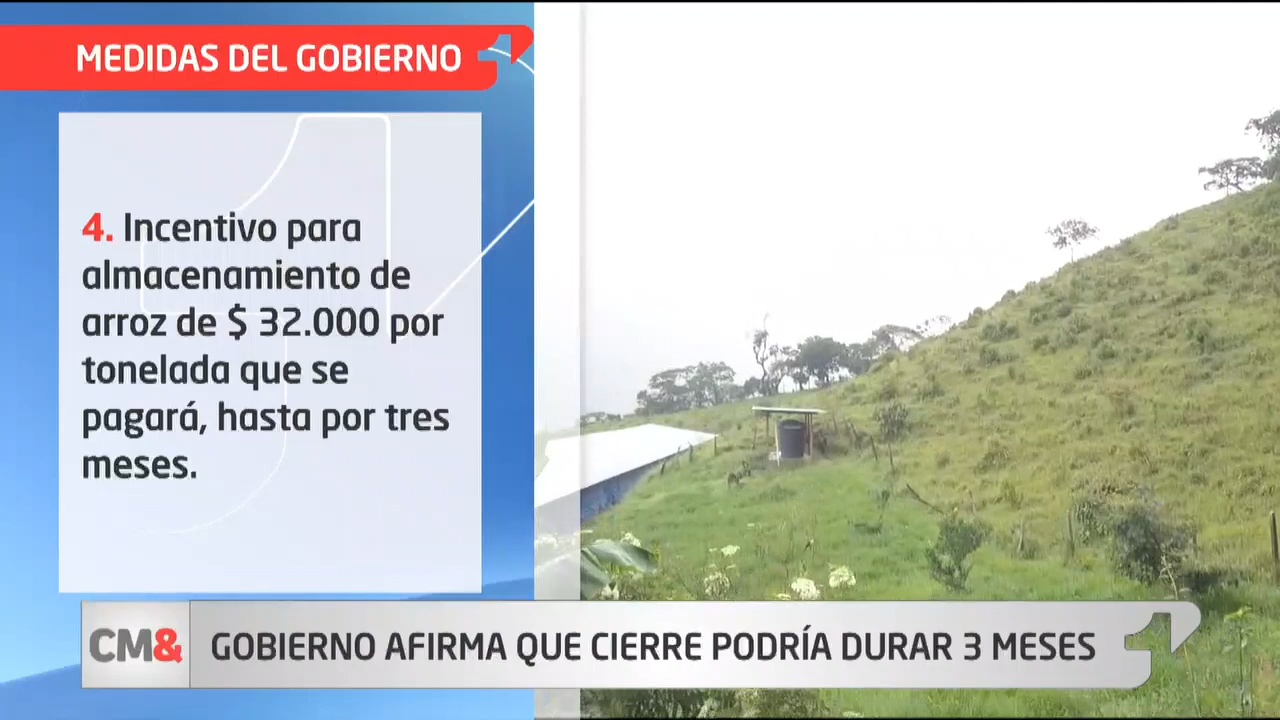 MEDIDAS DEL GOBIERNO
4. Incentivo para
almacenamiento de
arroz de $ 32.000 por
tonelada que se
pagará, hasta por tres
meses.
CM& GOBIERNO AFIRMA QUE CIERRE PODRÍA DURAR 3 MESES